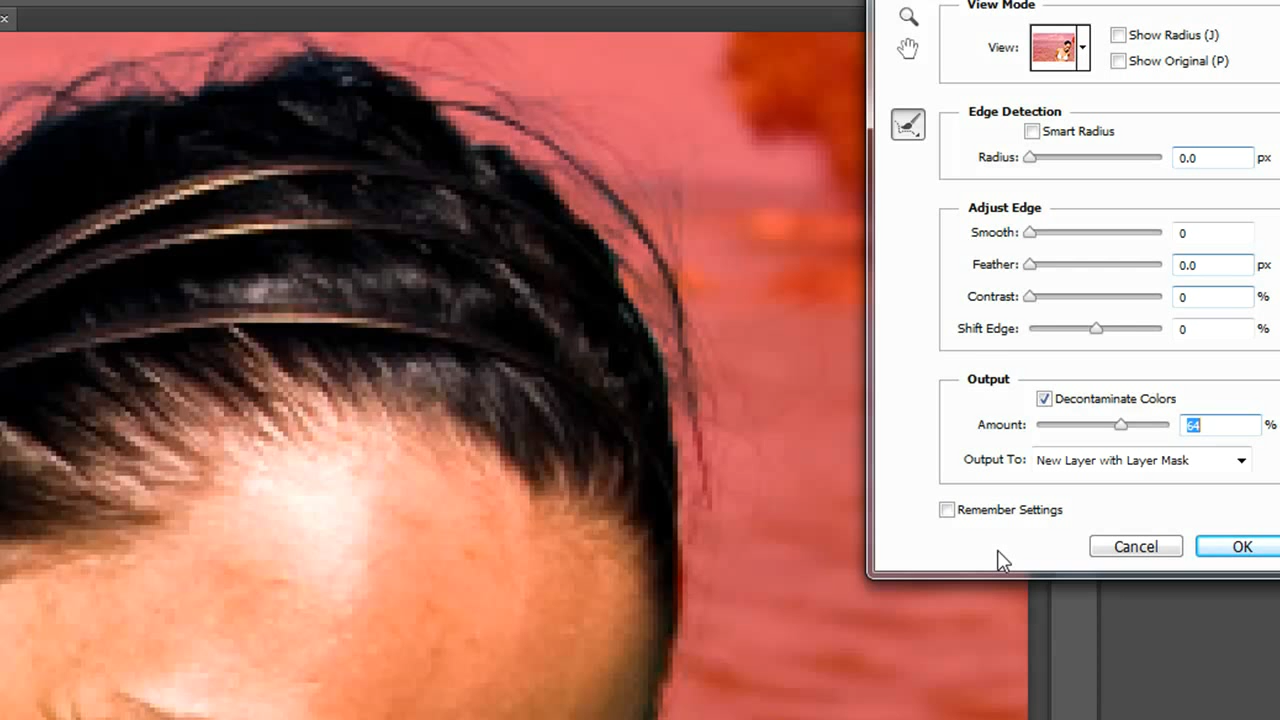 View Mode
View:
Show Radius (J)
Show Original (P)
Edge Detection
Smart Radius
Radius: 0.0 px
Adjust Edge
Smooth: 0
Feather: 0.0 px
Contrast: 0 %
Shift Edge: 0 %
Output
Decontaminate Colors
Amount: 64 %
Output To: New Layer with Layer Mask
Remember Settings
Cancel OK